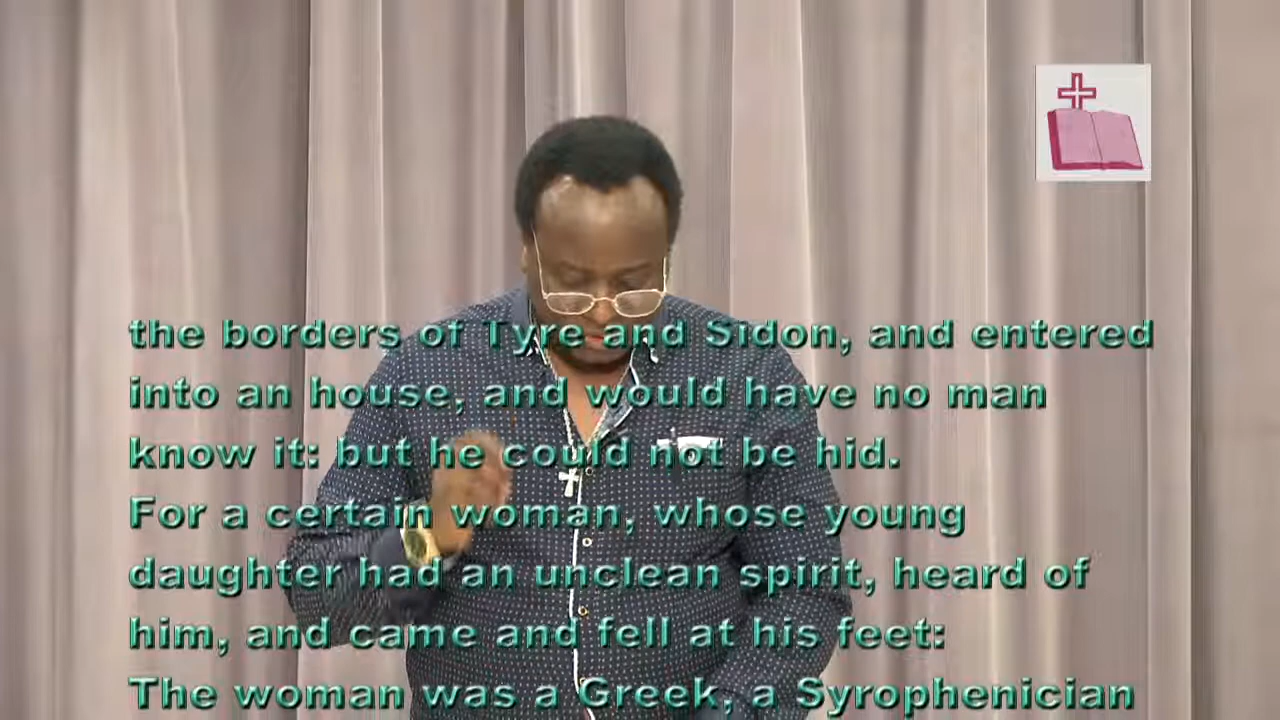 the borders of Tyre and Sidon, and entered
into an house, and would have no man
know it: but he could not be hid.
For a certain woman, whose young
daughter had an unclean spirit, heard of
him, and came and fell at his feet:
The woman was a Greek, a Syrophenician